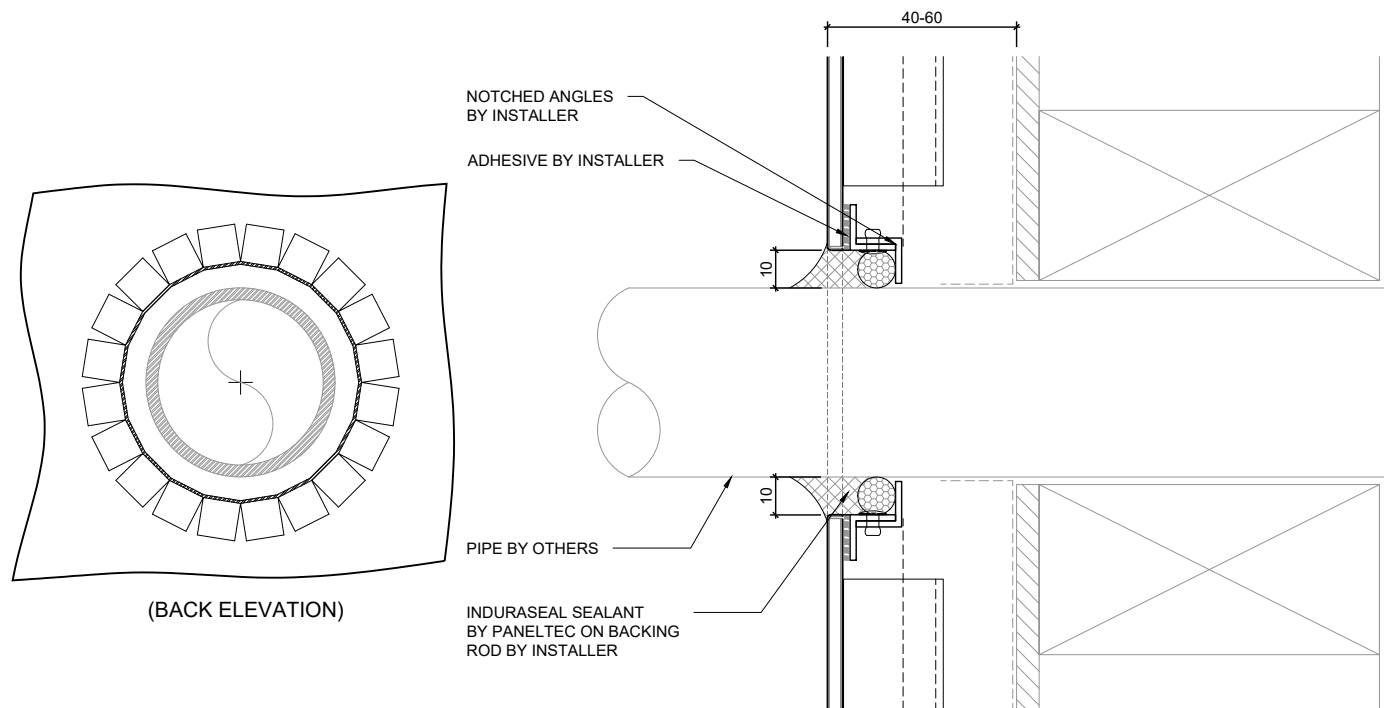 40-60
NOTCHED ANGLES
BY INSTALLER
ADHESIVE BY INSTALLER
10
10
PIPE BY OTHERS
(BACK ELEVATION)
INDURASEAL SEALANT
BY PANELTEC ON BACKING
ROD BY INSTALLER